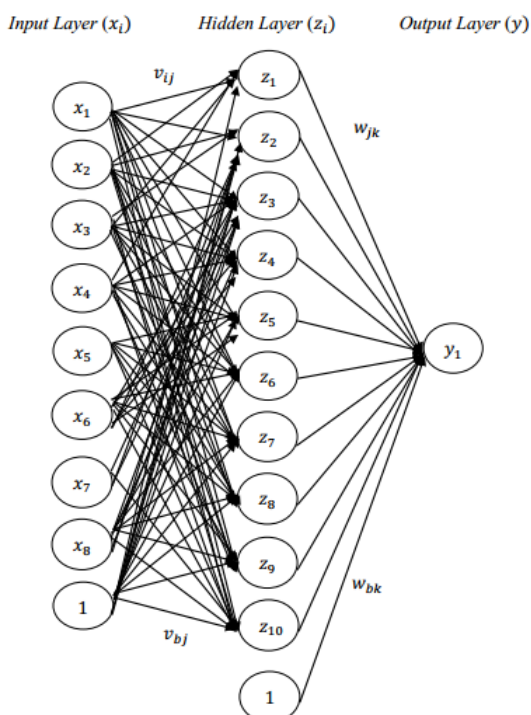 Input Layer (xᵢ) Hidden Layer (zᵢ) Output Layer (y)
vᵢⱼ
wⱼₖ
x₁
x₂
x₃
x₄
x₅
x₆
x₇
x₈
1
v_bj
z₁
z₂
z₃
z₄
z₅
z₆
z₇
z₈
z₉
z₁₀
1
w_bk
y₁